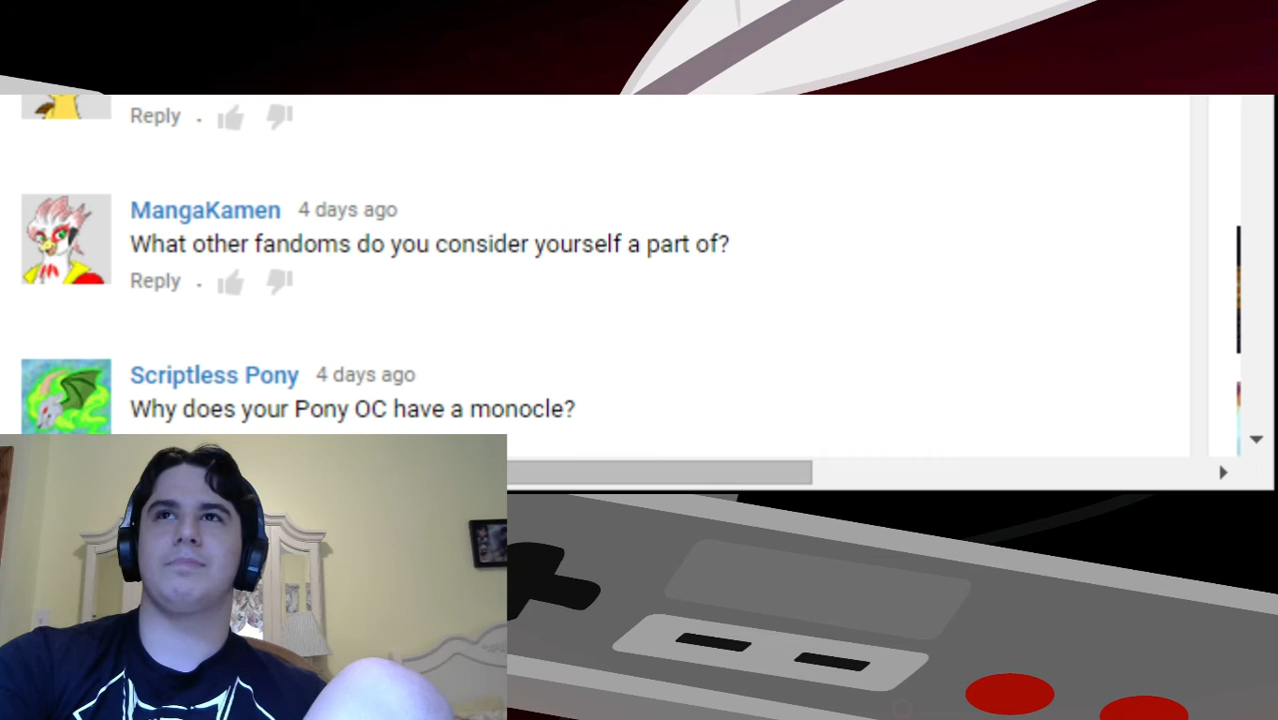 Reply .
MangaKamen 4 days ago
What other fandoms do you consider yourself a part of?
Reply .
Scriptless Pony 4 days ago
Why does your Pony OC have a monocle?